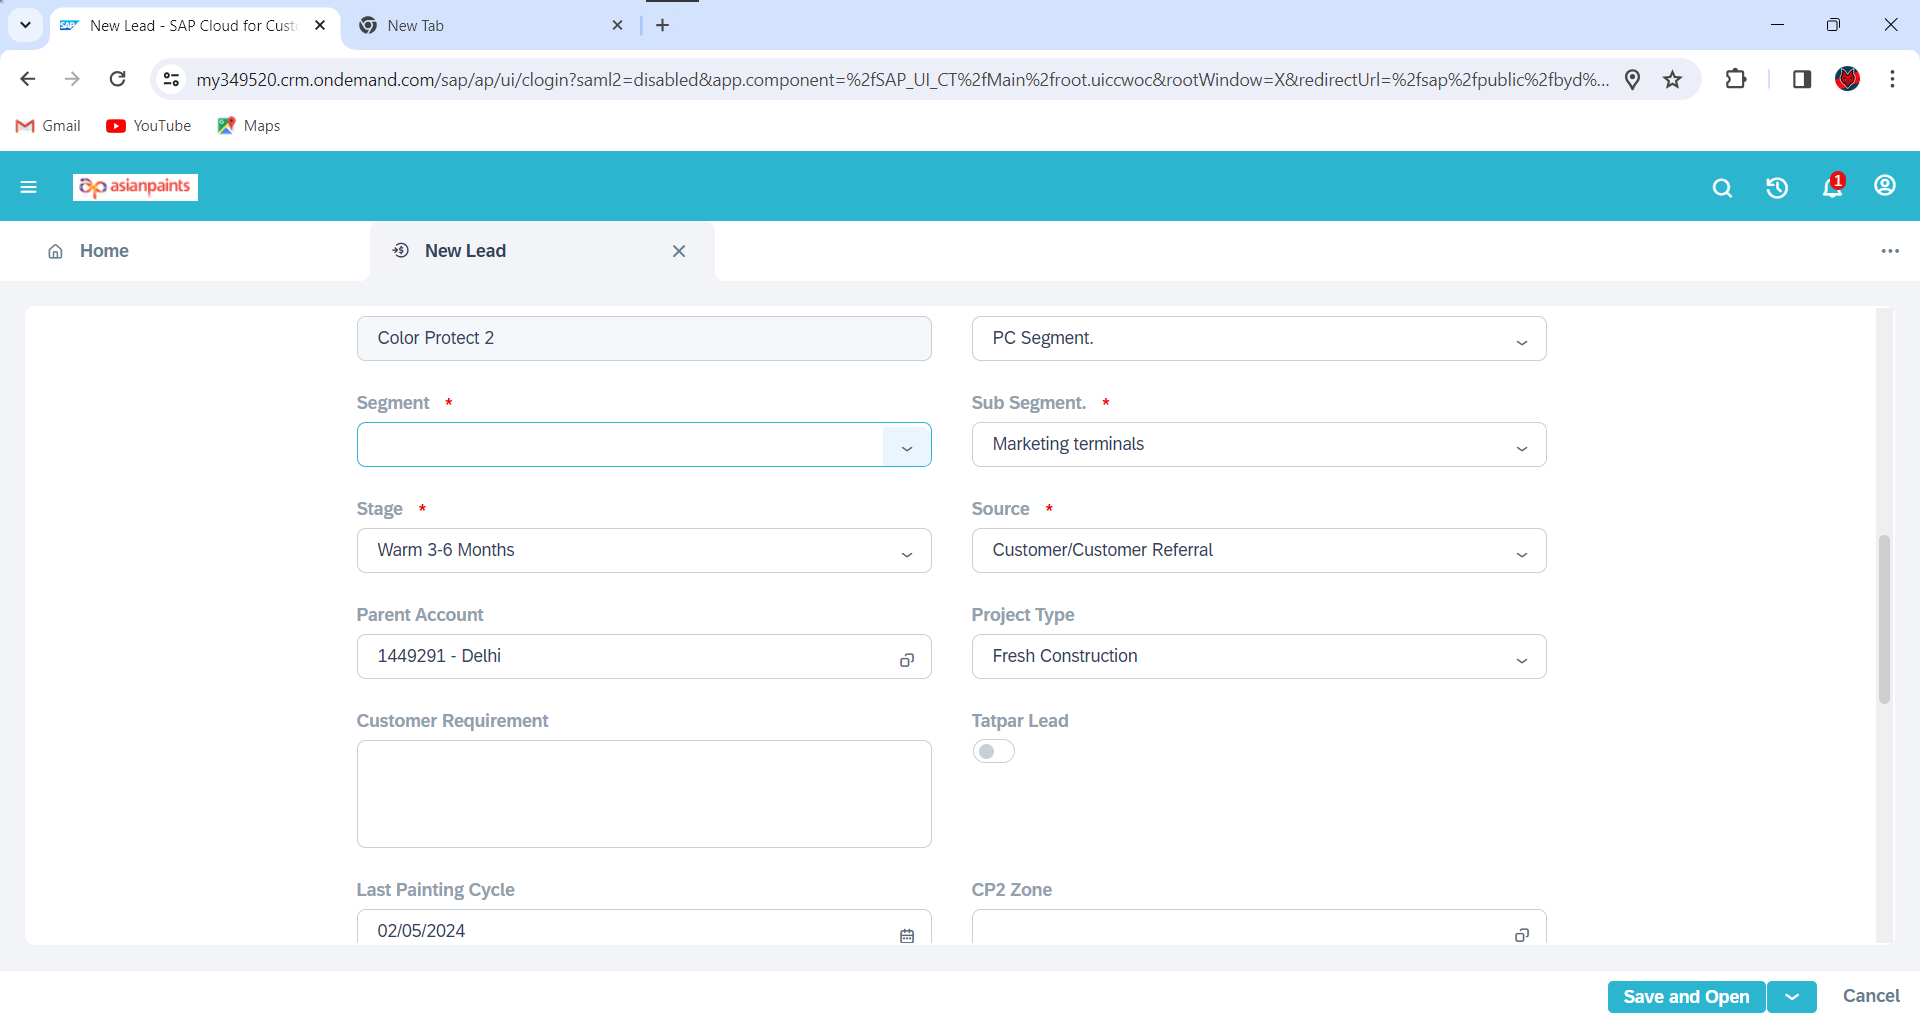 New Lead - SAP Cloud for Cust
New Tab
my349520.crm.ondemand.com/sap/ap/ui/clogin?saml2=disabled&app.component=%2fSAP_UI_CT%2fMain%2froot.uiccwoc&rootWindow=X&redirectUrl=%2fsap%2fpublic%2fbyd%...
Gmail YouTube Maps
asianpaints
1
Home New Lead
Color Protect 2 PC Segment.
Segment * Sub Segment. *
Marketing terminals
Stage * Source *
Warm 3-6 Months Customer/Customer Referral
Parent Account Project Type
1449291 - Delhi Fresh Construction
Customer Requirement Tatpar Lead
Last Painting Cycle CP2 Zone
02/05/2024
Save and Open Cancel